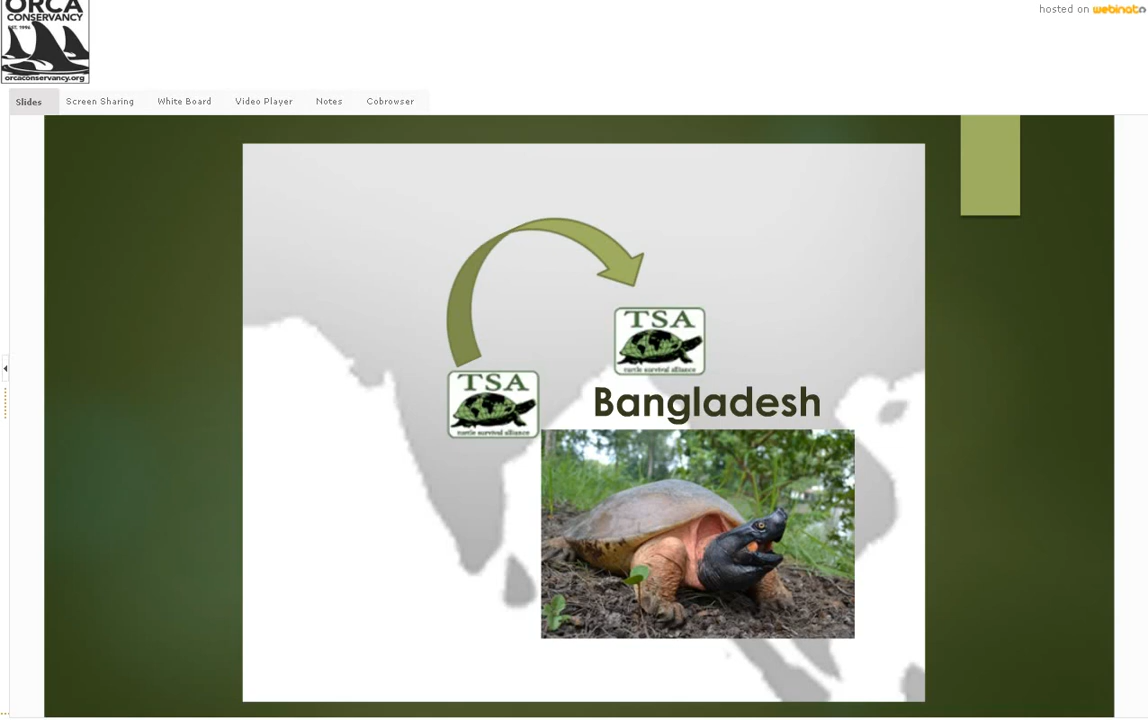 ORCA
CONSERVANCY
EST. 1996
orcaconservancy.org
hosted on webinato
Slides
Screen Sharing
White Board
Video Player
Notes
Cobrowser
TSA
turtle survival alliance
TSA
turtle survival alliance
Bangladesh